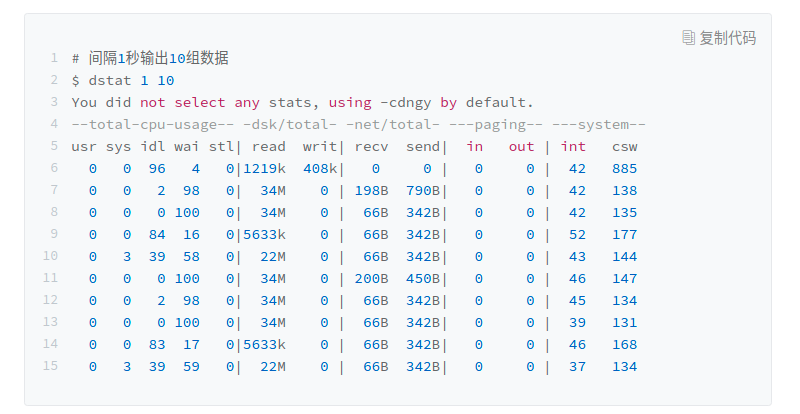 复制代码
1 # 间隔1秒输出10组数据
2 $ dstat 1 10
3 You did not select any stats, using -cdngy by default.
4 --total-cpu-usage-- -dsk/total- -net/total- ---paging-- ---system--
5 usr sys idl wai stl| read  writ| recv  send|  in   out | int   csw
6   0   0  96   4   0|1219k  408k|   0     0 |   0     0 |  42   885
7   0   0   2  98   0|  34M    0 | 198B  790B|   0     0 |  42   138
8   0   0   0 100   0|  34M    0 |  66B  342B|   0     0 |  42   135
9   0   0  84  16   0|5633k    0 |  66B  342B|   0     0 |  52   177
10   0   3  39  58   0|  22M    0 |  66B  342B|   0     0 |  43   144
11   0   0   0 100   0|  34M    0 | 200B  450B|   0     0 |  46   147
12   0   0   2  98   0|  34M    0 |  66B  342B|   0     0 |  45   134
13   0   0   0 100   0|  34M    0 |  66B  342B|   0     0 |  39   131
14   0   0  83  17   0|5633k    0 |  66B  342B|   0     0 |  46   168
15   0   3  39  59   0|  22M    0 |  66B  342B|   0     0 |  37   134